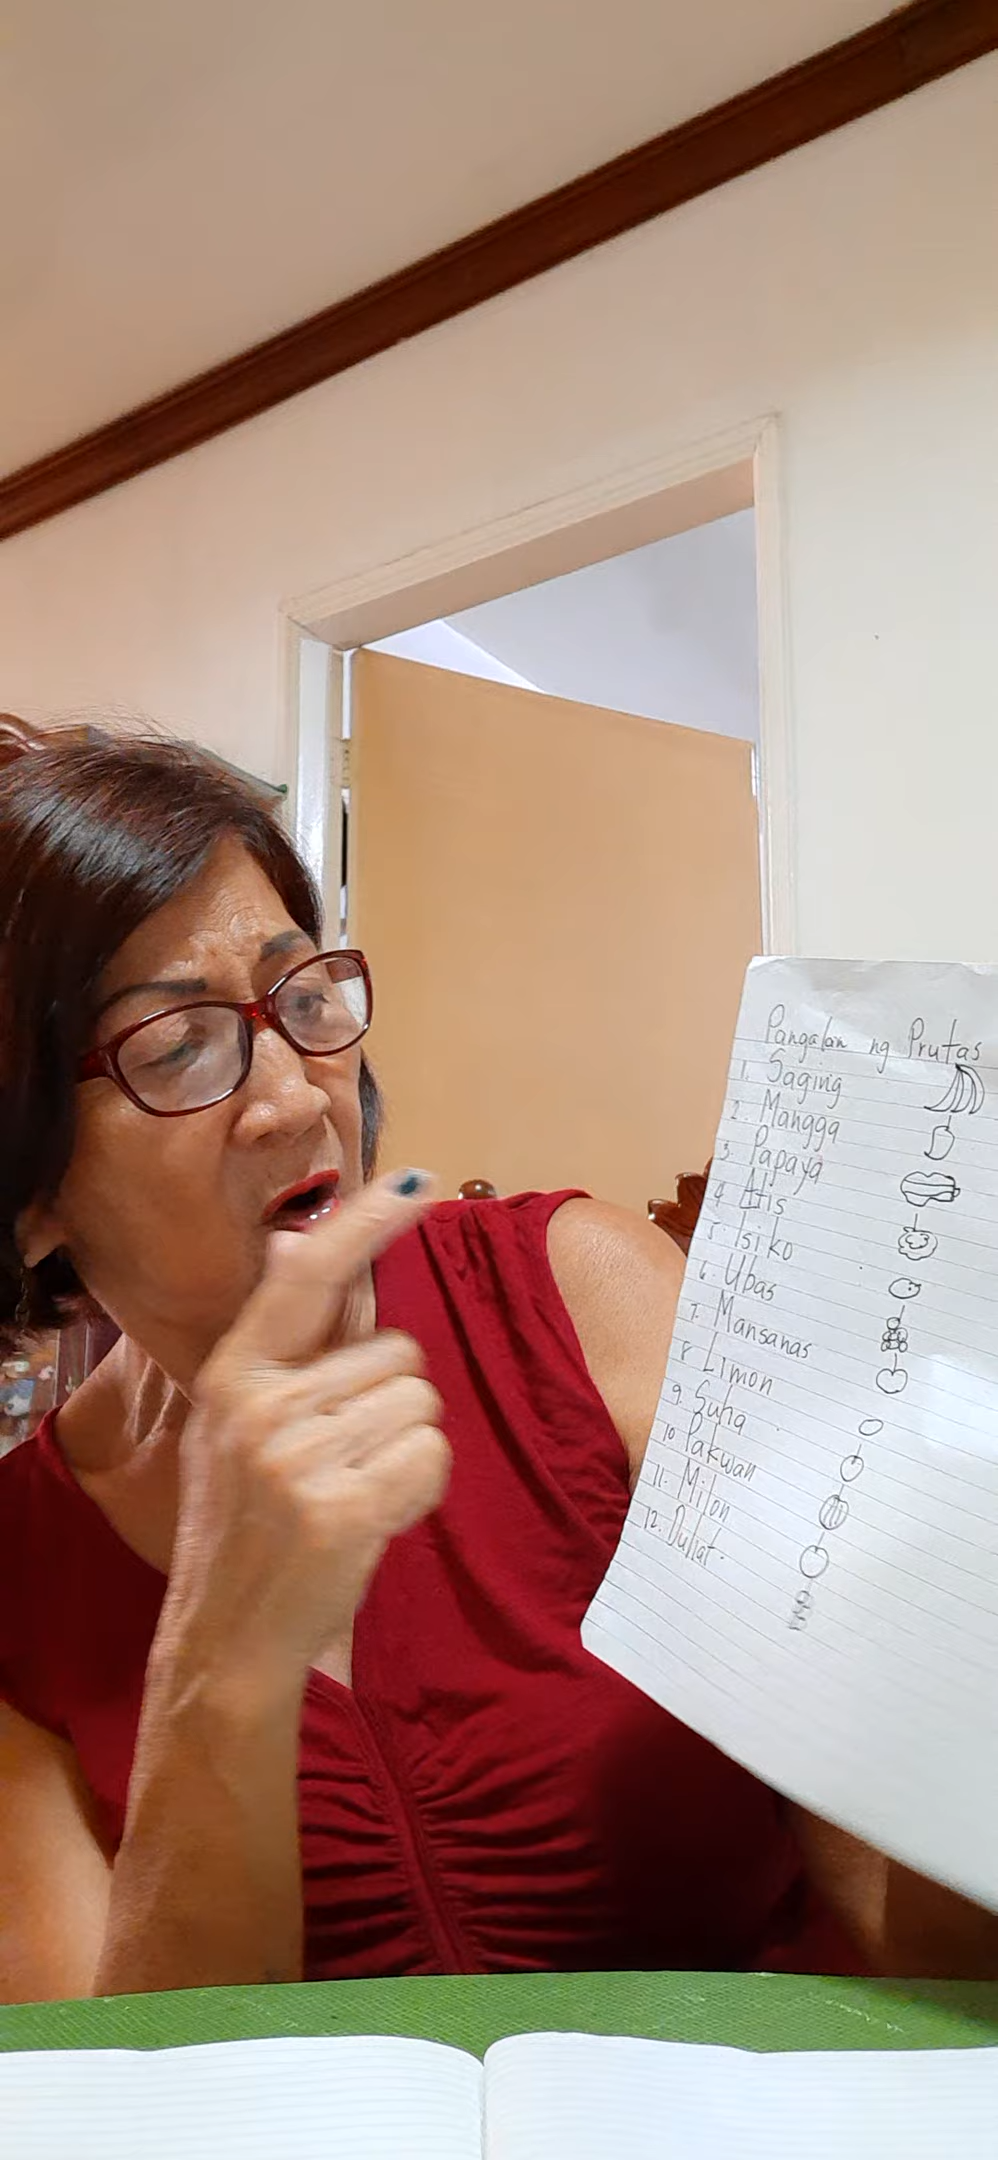 Pangalan ng Prutas
1. Saging
2. Mangga
3. Papaya
4. Atis
5. Isiko
6. Ubas
7. Mansanas
8. Limon
9. Suha
10 Pakwan
11. Milon
12. Duhat.